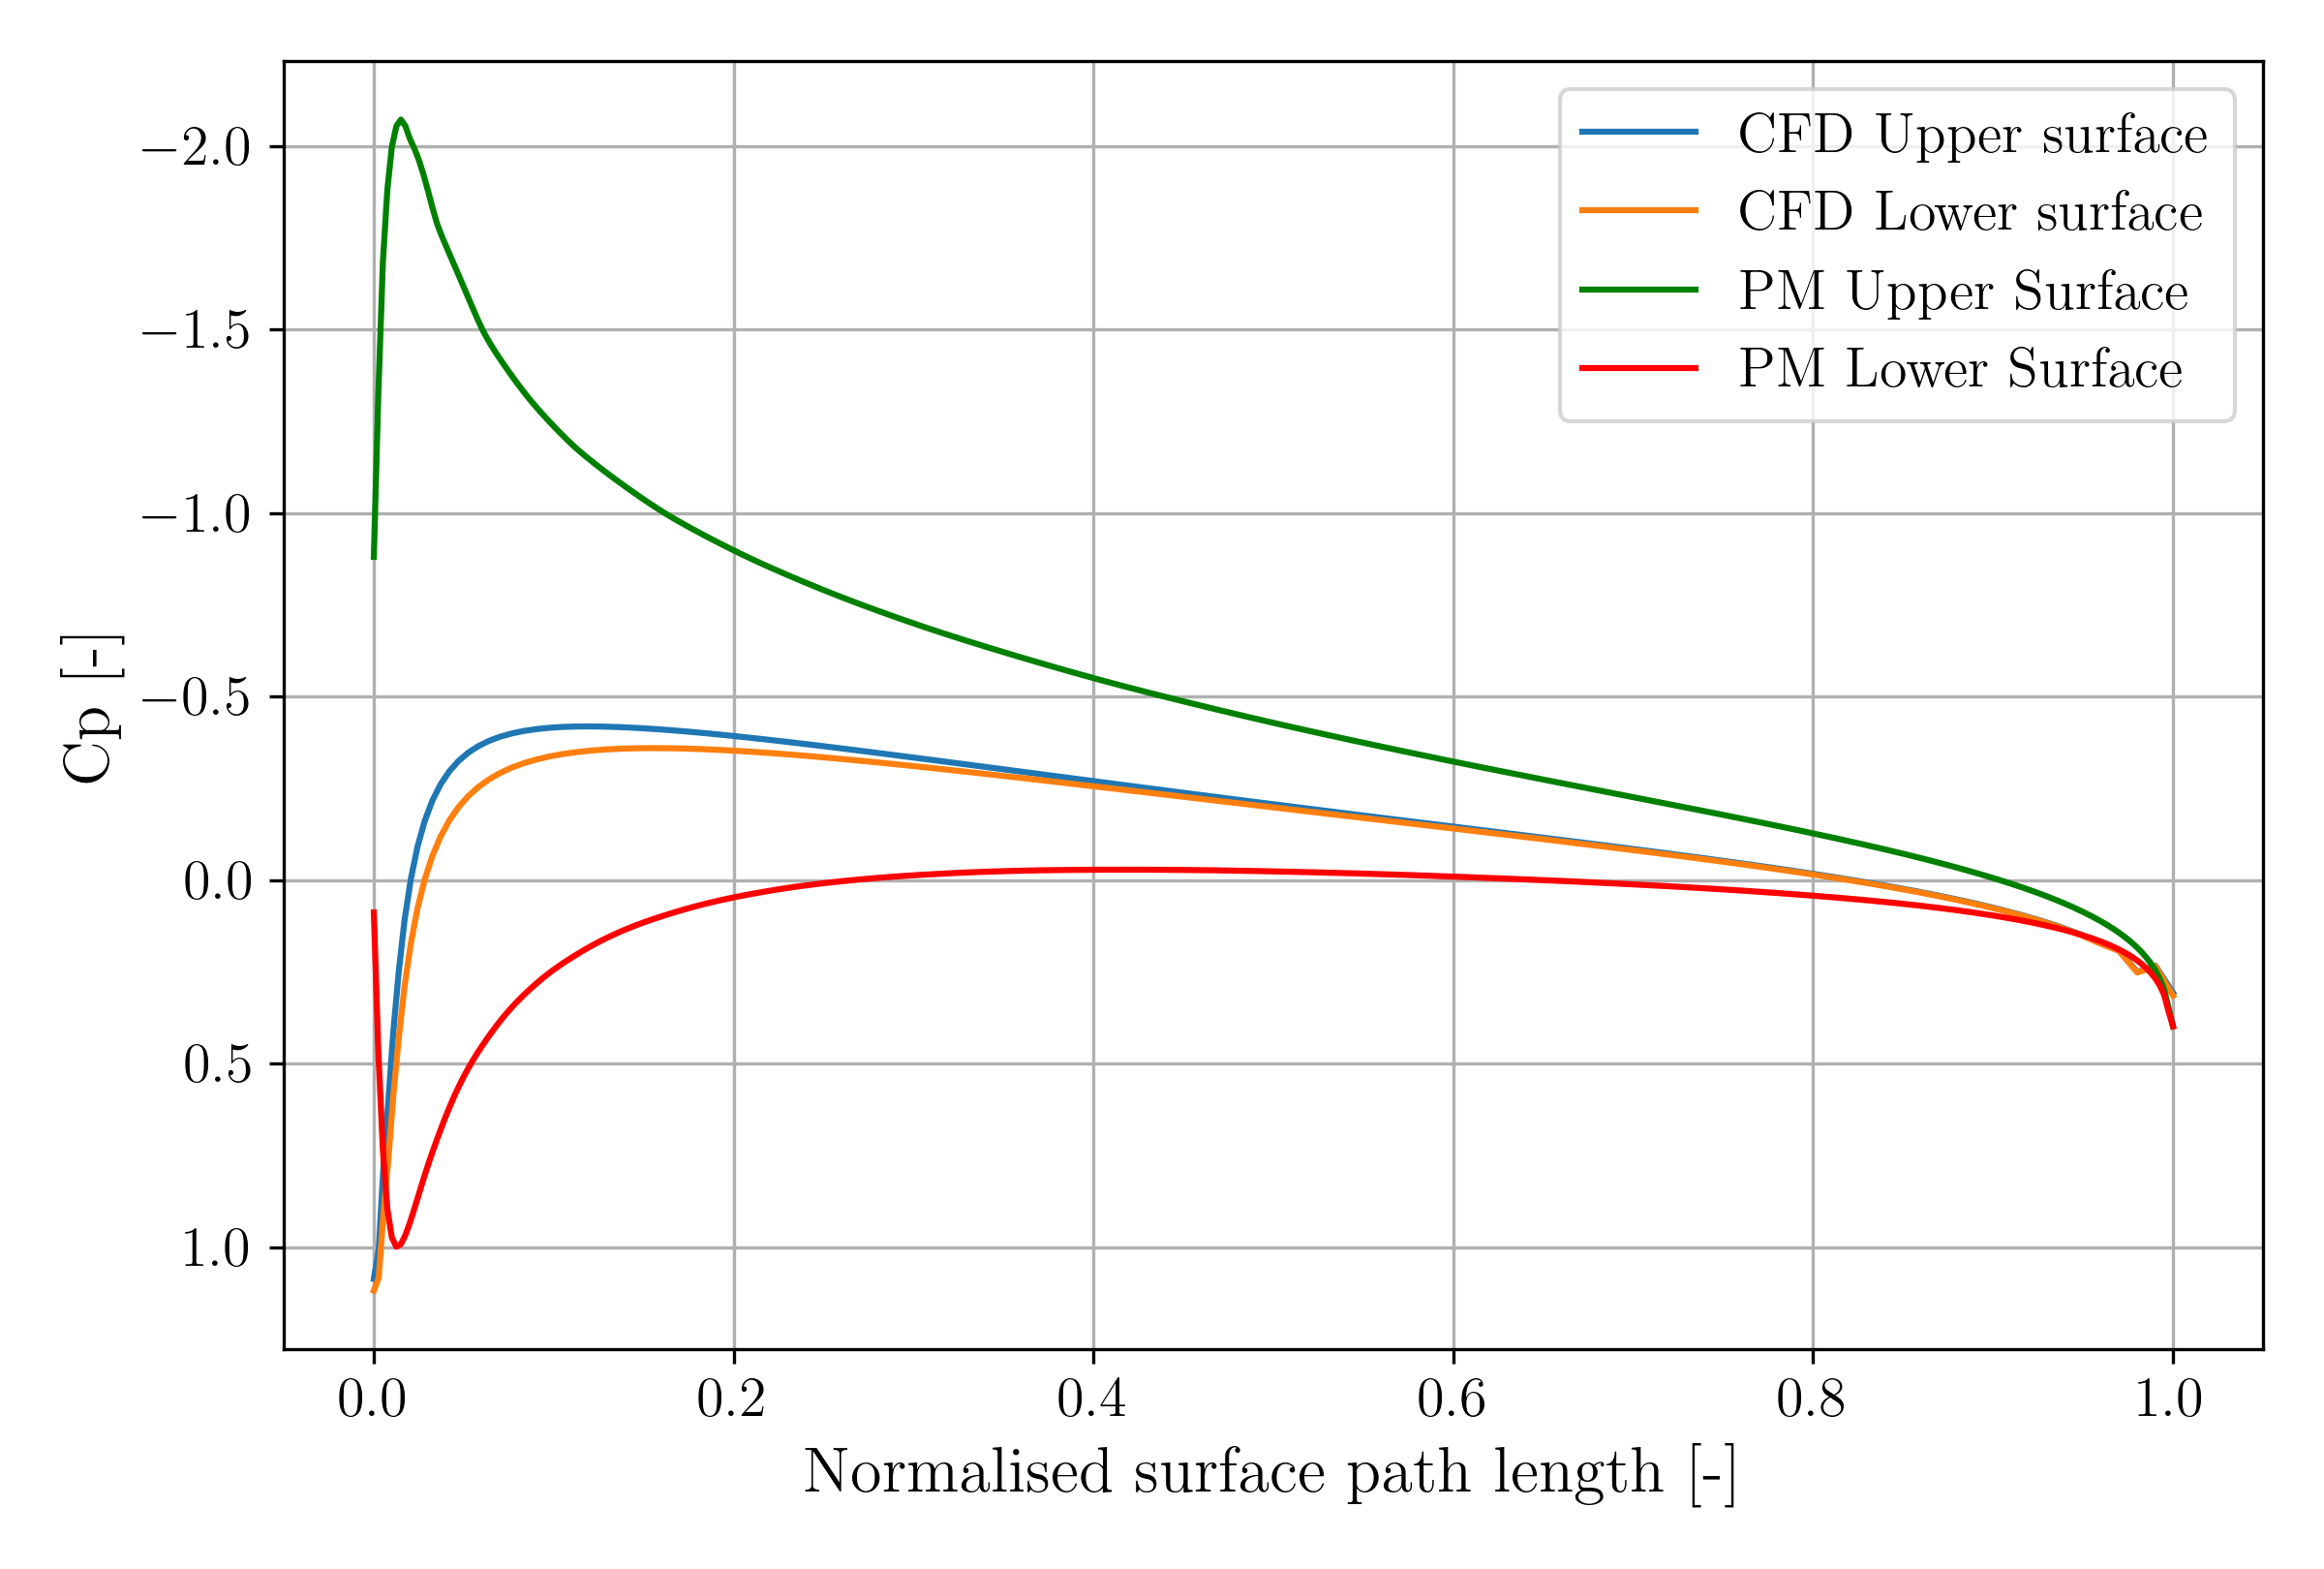 CFD Upper surface
CFD Lower surface
PM Upper Surface
PM Lower Surface
−2.0
−1.5
−1.0
−0.5
0.0
0.5
1.0
Cp [-]
0.0 0.2 0.4 0.6 0.8 1.0
Normalised surface path length [-]